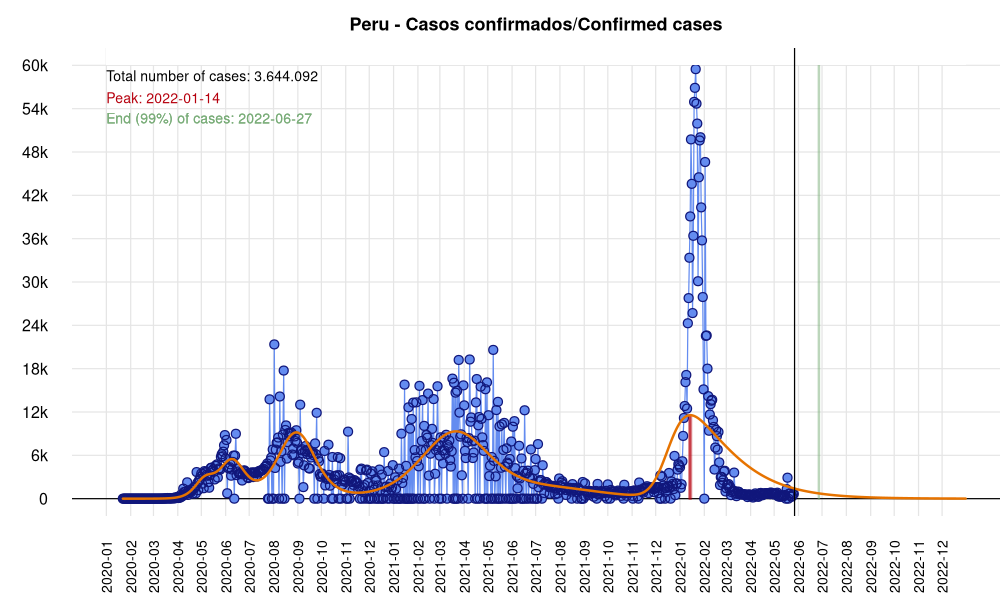 Peru - Casos confirmados/Confirmed cases
60k
54k
48k
42k
36k
30k
24k
18k
12k
6k
0
Total number of cases: 3.644.092
Peak: 2022-01-14
End (99%) of cases: 2022-06-27
2020-01
2020-02
2020-03
2020-04
2020-05
2020-06
2020-07
2020-08
2020-09
2020-10
2020-11
2020-12
2021-01
2021-02
2021-03
2021-04
2021-05
2021-06
2021-07
2021-08
2021-09
2021-10
2021-11
2021-12
2022-01
2022-02
2022-03
2022-04
2022-05
2022-06
2022-07
2022-08
2022-09
2022-10
2022-11
2022-12